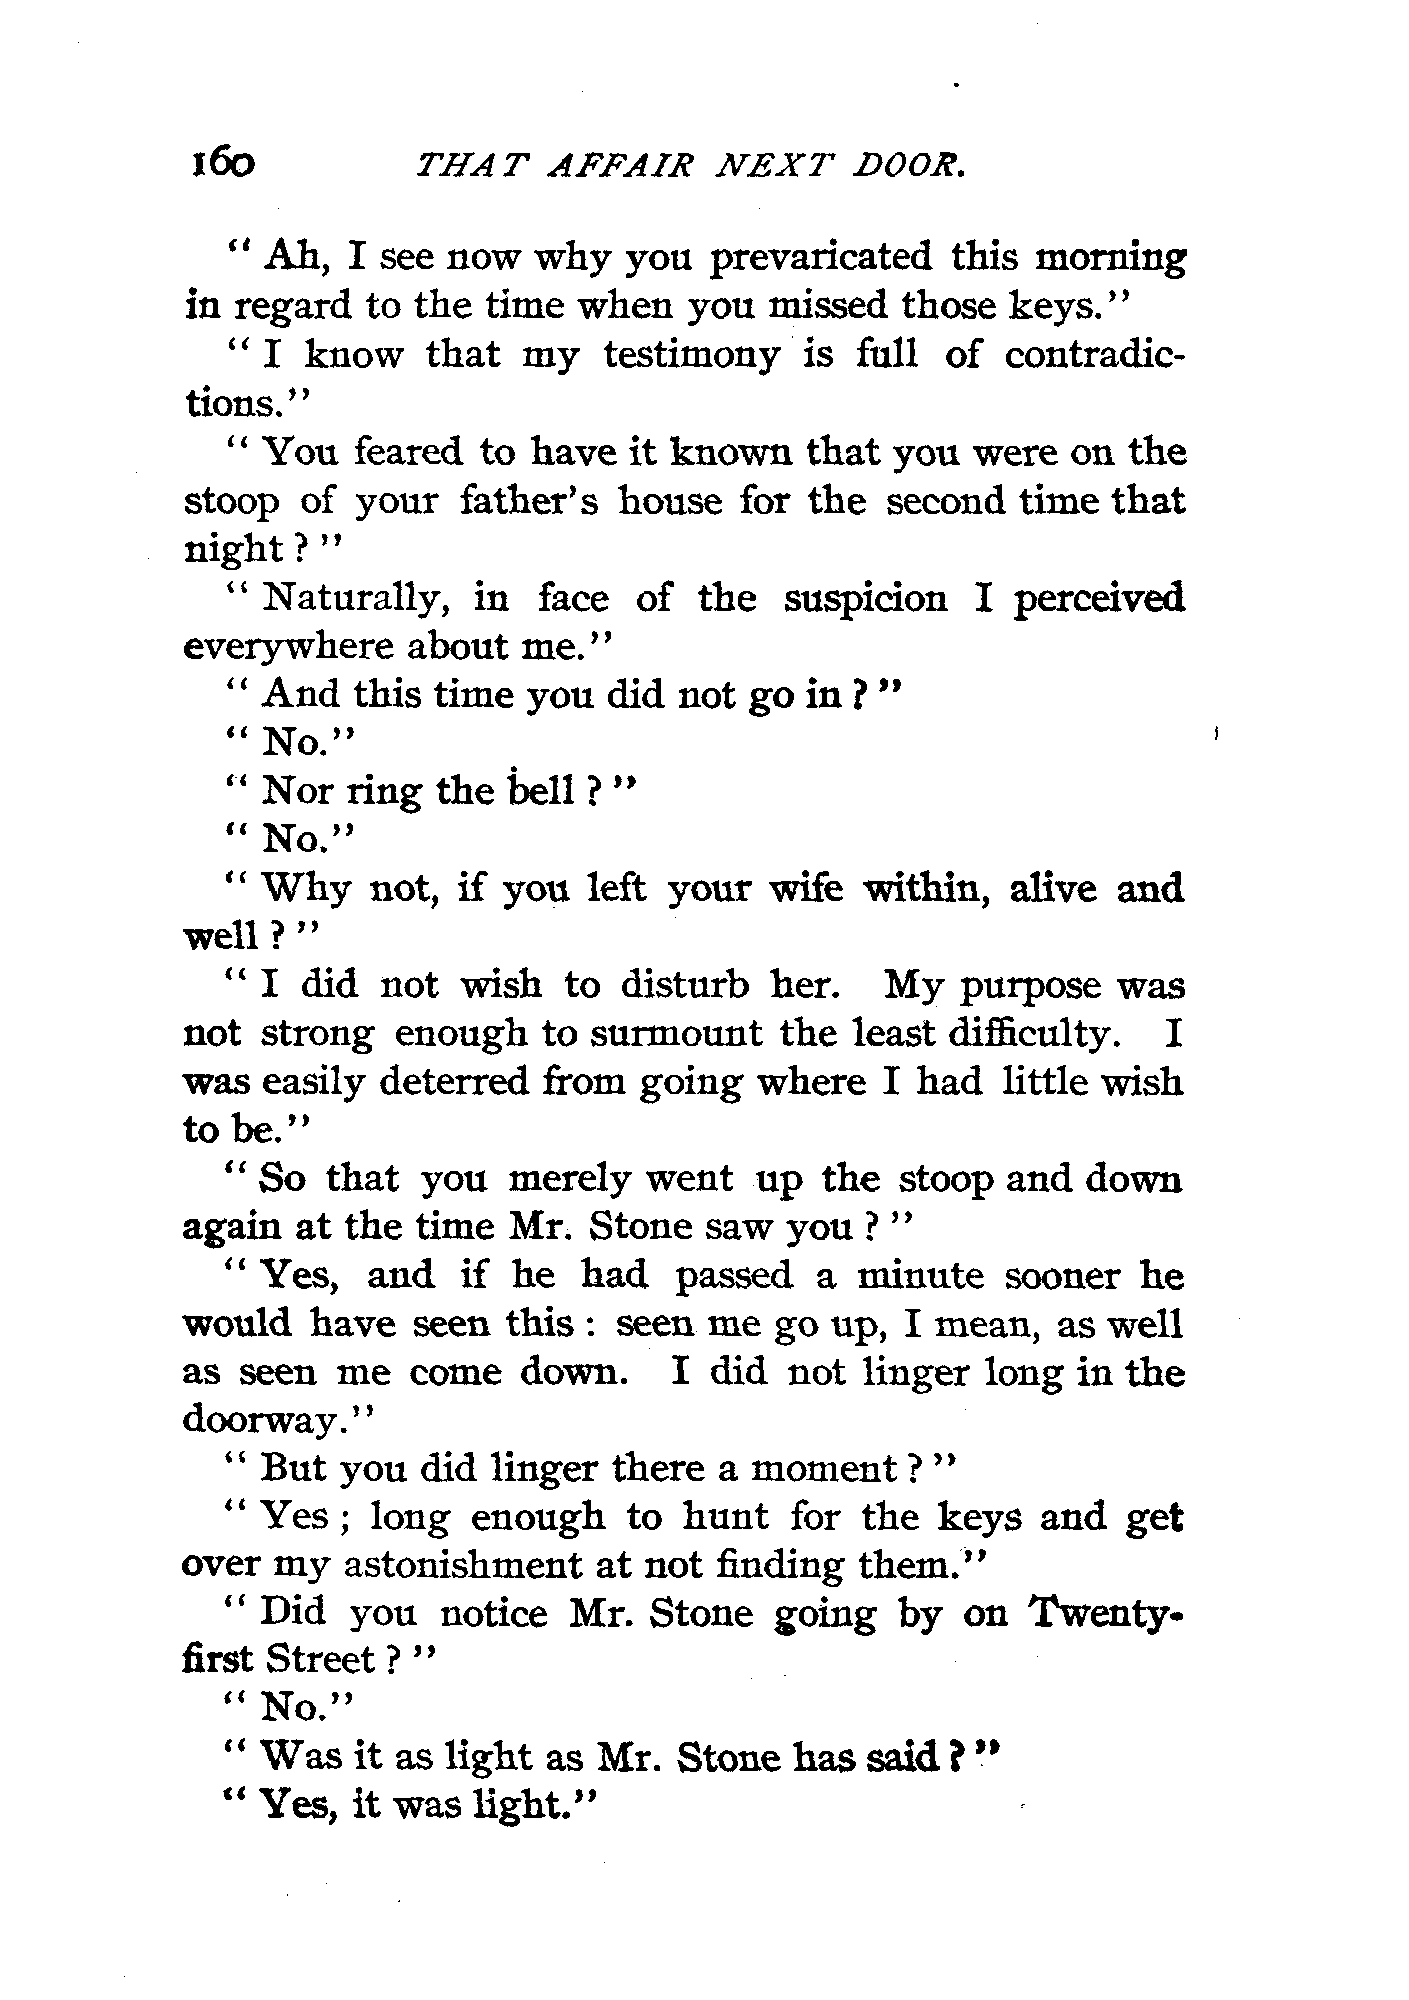 160 THAT AFFAIR NEXT DOOR.
“ Ah, I see now why you prevaricated this morning
in regard to the time when you missed those keys.”
“ I know that my testimony is full of contradic-
tions.”
“ You feared to have it known that you were on the
stoop of your father’s house for the second time that
night ? ”
“ Naturally, in face of the suspicion I perceived
everywhere about me.”
“ And this time you did not go in ? ”
“ No.”
“ Nor ring the bell ? ”
“ No.”
“ Why not, if you left your wife within, alive and
well ? ”
“ I did not wish to disturb her. My purpose was
not strong enough to surmount the least difficulty. I
was easily deterred from going where I had little wish
to be.”
“ So that you merely went up the stoop and down
again at the time Mr. Stone saw you ? ”
“ Yes, and if he had passed a minute sooner he
would have seen this : seen me go up, I mean, as well
as seen me come down. I did not linger long in the
doorway.”
“ But you did linger there a moment ? ”
“ Yes ; long enough to hunt for the keys and get
over my astonishment at not finding them.”
“ Did you notice Mr. Stone going by on Twenty-
first Street ? ”
“ No.”
“ Was it as light as Mr. Stone has said ? ”
“ Yes, it was light.”